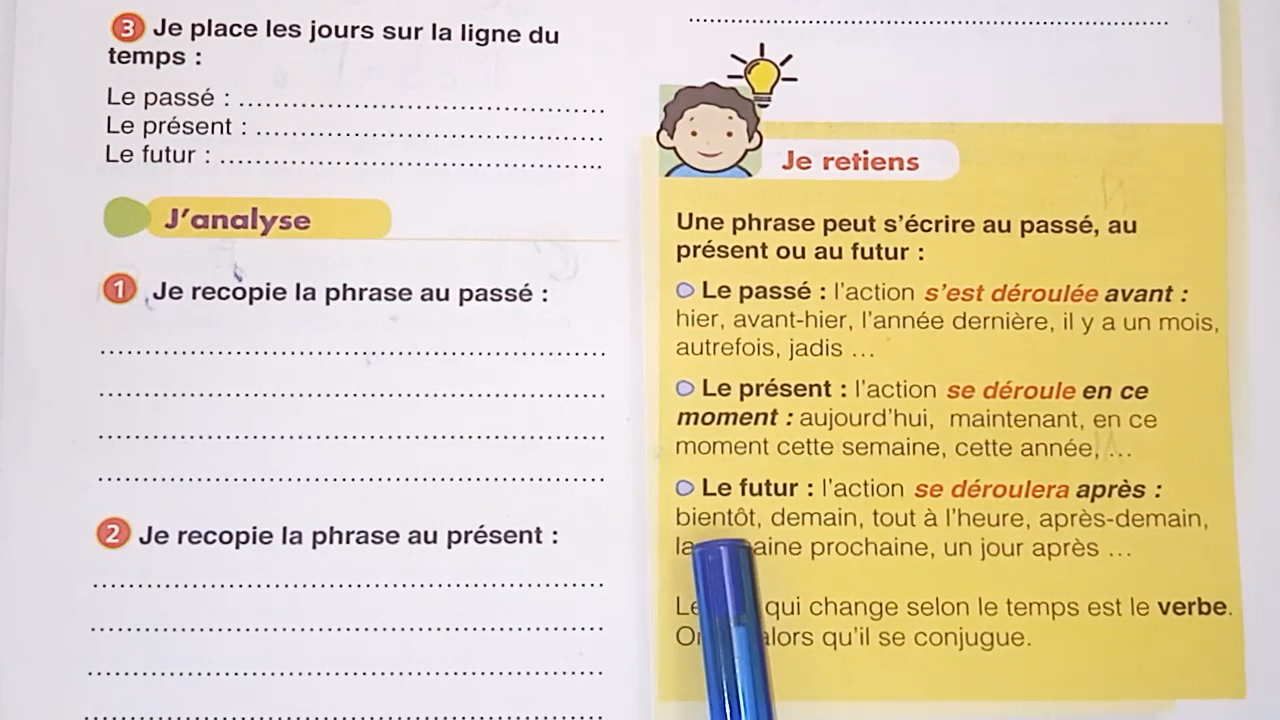 3 Je place les jours sur la ligne du
temps :
Le passé : ........................................
Le présent : ......................................
Le futur : ..........................................
J'analyse
1 Je recopie la phrase au passé :
2 Je recopie la phrase au présent :
Je retiens
Une phrase peut s'écrire au passé, au
présent ou au futur :
Le passé : l'action s'est déroulée avant :
hier, avant-hier, l'année dernière, il y a un mois,
autrefois, jadis ...
Le présent : l'action se déroule en ce
moment : aujourd'hui, maintenant, en ce
moment cette semaine, cette année, ...
Le futur : l'action se déroulera après :
bientôt, demain, tout à l'heure, après-demain,
la prochaine, un jour après ...
qui change selon le temps est le verbe.
alors qu'il se conjugue.